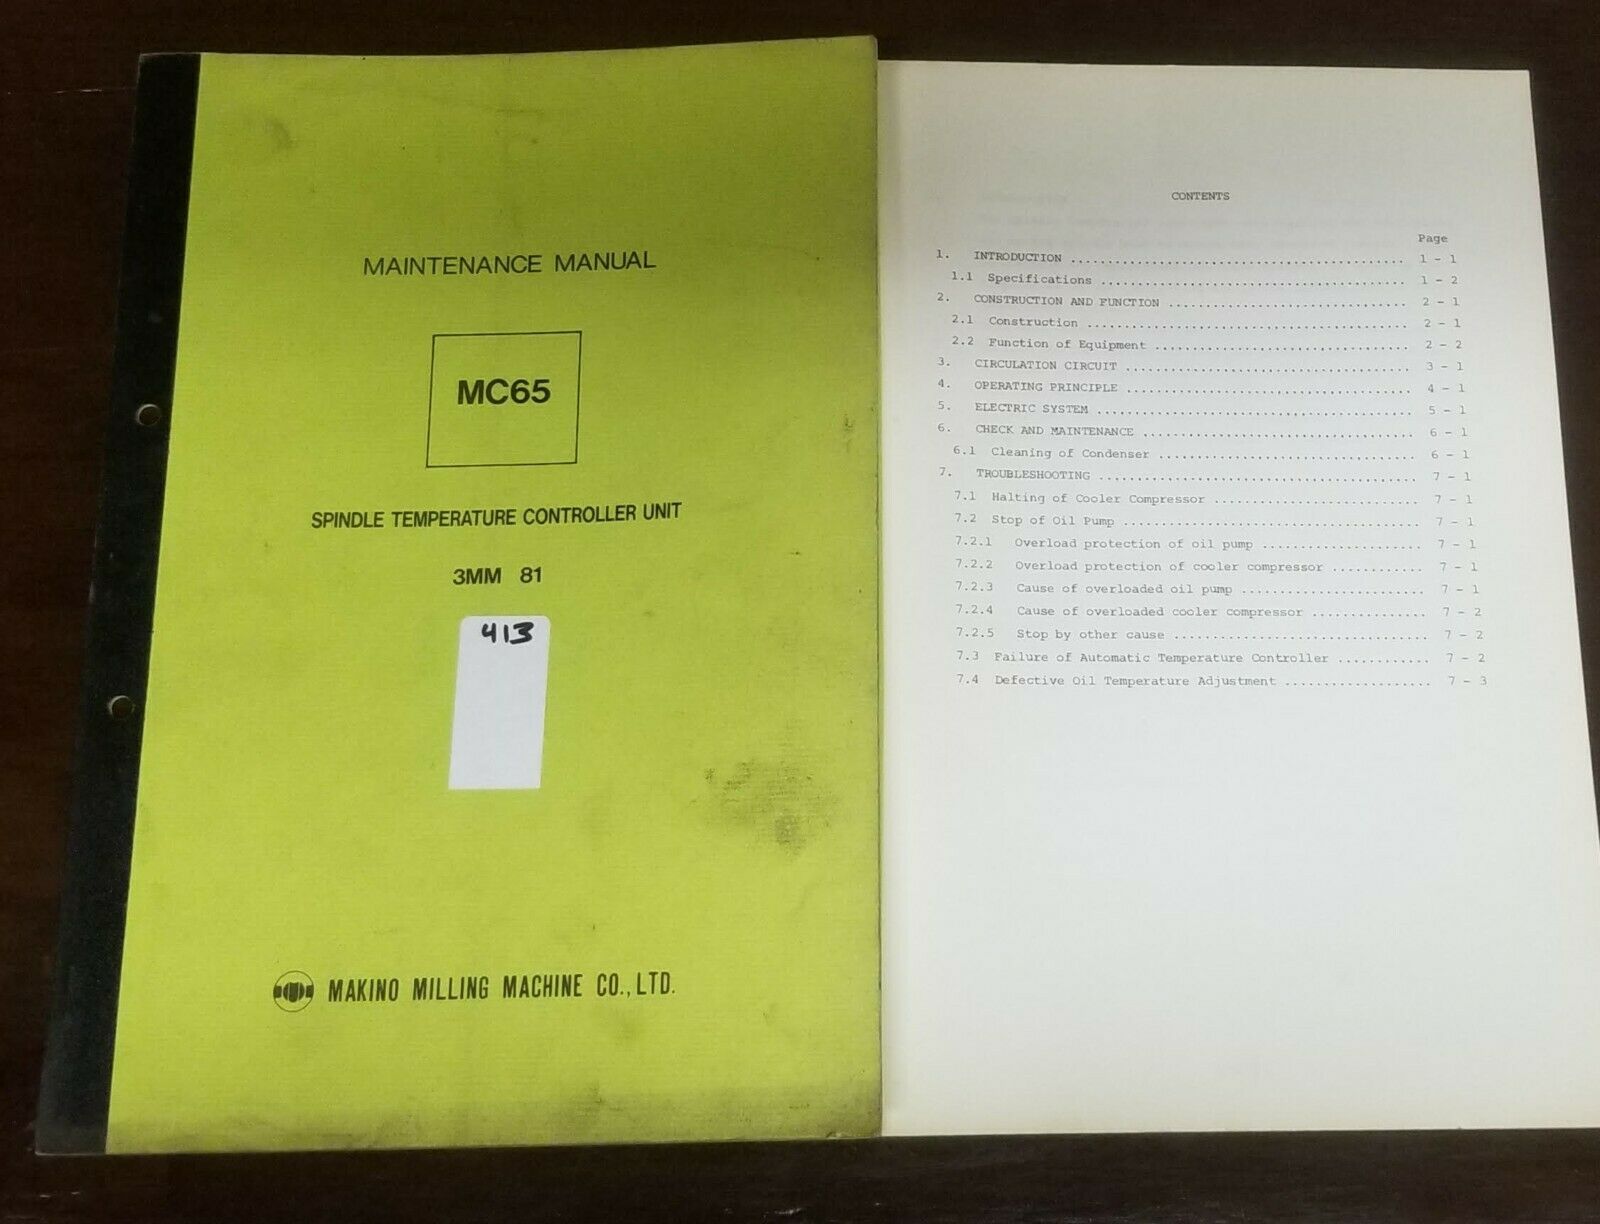 MAINTENANCE MANUAL
MC65
SPINDLE TEMPERATURE CONTROLLER UNIT
3MM 81
413
MAKINO MILLING MACHINE CO., LTD.
CONTENTS
Page
1. INTRODUCTION ............................................. 1 - 1
1.1 Specifications ......................................... 1 - 2
2. CONSTRUCTION AND FUNCTION ................................ 2 - 1
2.1 Construction ........................................... 2 - 1
2.2 Function of Equipment .................................. 2 - 2
3. CIRCULATION CIRCUIT ...................................... 3 - 1
4. OPERATING PRINCIPLE ...................................... 4 - 1
5. ELECTRIC SYSTEM .......................................... 5 - 1
6. CHECK AND MAINTENANCE .................................... 6 - 1
6.1 Cleaning of Condenser .................................. 6 - 1
7. TROUBLESHOOTING .......................................... 7 - 1
7.1 Halting of Cooler Compressor ........................... 7 - 1
7.2 Stop of Oil Pump ....................................... 7 - 1
7.2.1 Overload protection of oil pump ..................... 7 - 1
7.2.2 Overload protection of cooler compressor ............ 7 - 1
7.2.3 Cause of overloaded oil pump ........................ 7 - 1
7.2.4 Cause of overloaded cooler compressor ............... 7 - 2
7.2.5 Stop by other cause ................................. 7 - 2
7.3 Failure of Automatic Temperature Controller ............ 7 - 2
7.4 Defective Oil Temperature Adjustment ................... 7 - 3